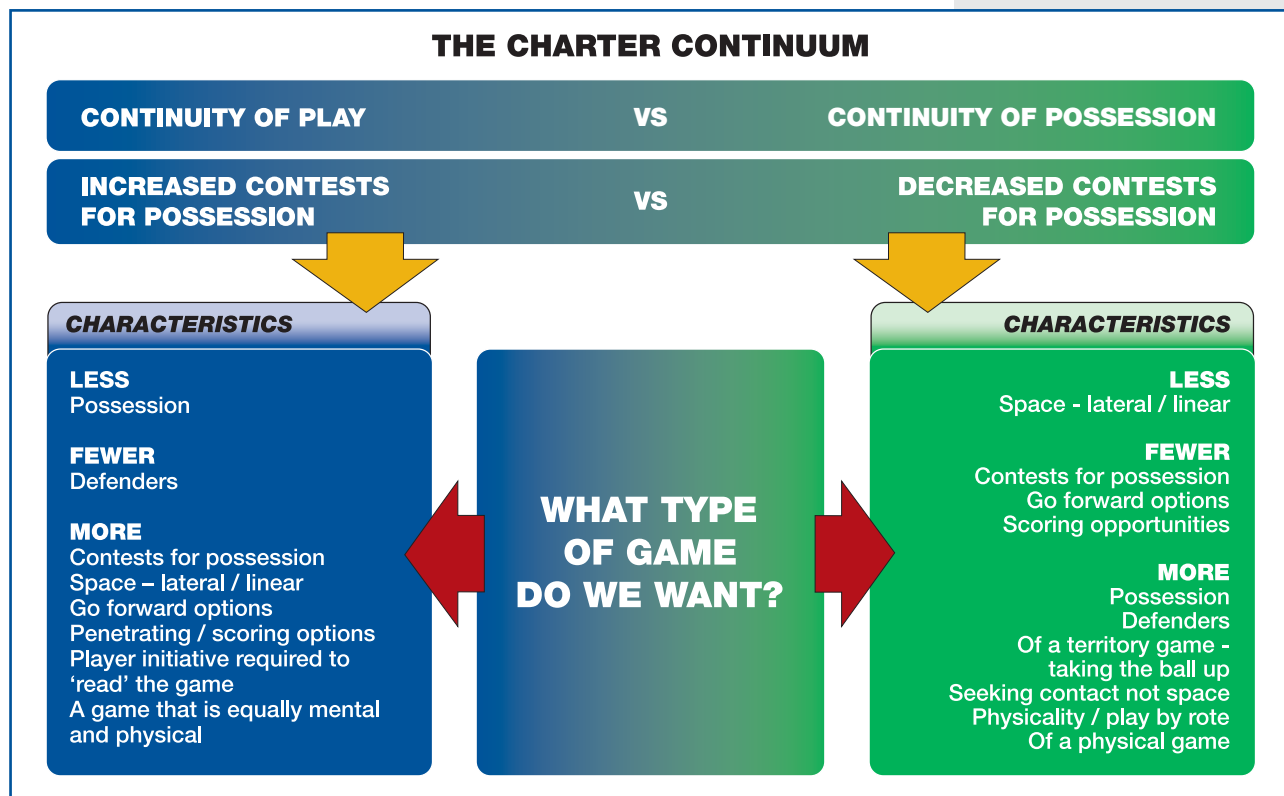 THE CHARTER CONTINUUM
CONTINUITY OF PLAY VS CONTINUITY OF POSSESSION
INCREASED CONTESTS
FOR POSSESSION
VS
DECREASED CONTESTS
FOR POSSESSION
CHARACTERISTICS
LESS
Possession
FEWER
Defenders
MORE
Contests for possession
Space – lateral / linear
Go forward options
Penetrating / scoring options
Player initiative required to
‘read’ the game
A game that is equally mental
and physical
WHAT TYPE
OF GAME
DO WE WANT?
CHARACTERISTICS
LESS
Space - lateral / linear
FEWER
Contests for possession
Go forward options
Scoring opportunities
MORE
Possession
Defenders
Of a territory game -
taking the ball up
Seeking contact not space
Physicality / play by rote
Of a physical game